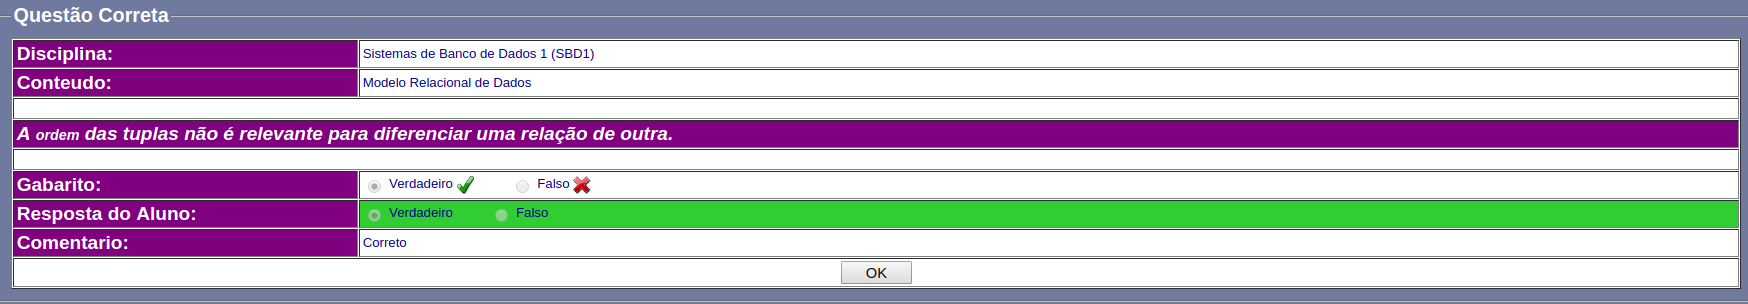 Questão Correta
Disciplina: Sistemas de Banco de Dados 1 (SBD1)
Conteudo: Modelo Relacional de Dados
A ordem das tuplas não é relevante para diferenciar uma relação de outra.
Gabarito: Verdadeiro Falso
Resposta do Aluno: Verdadeiro Falso
Comentario: Correto
OK